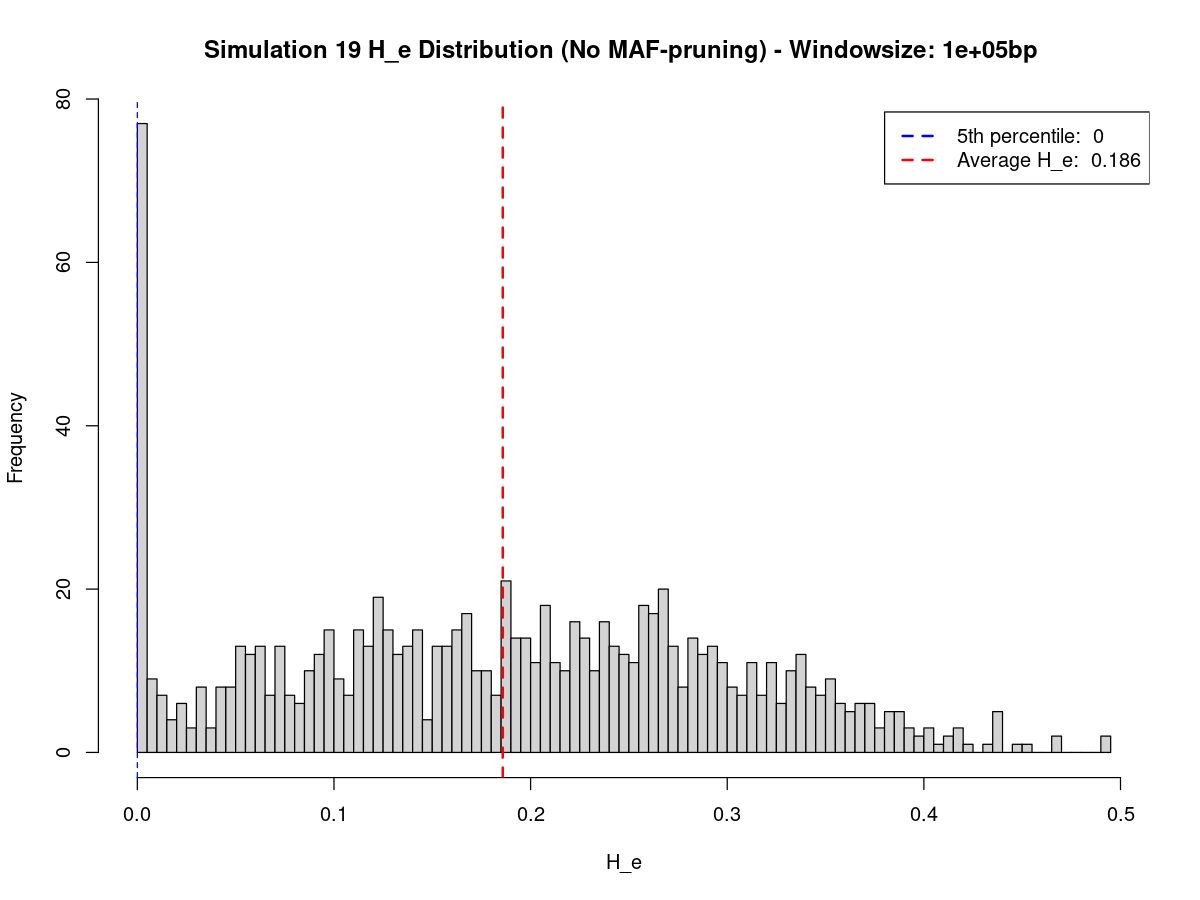 Simulation 19 H_e Distribution (No MAF-pruning) - Windowsize: 1e+05bp
5th percentile: 0
Average H_e: 0.186
Frequency
80
60
40
20
0
0.0 0.1 0.2 0.3 0.4 0.5
H_e